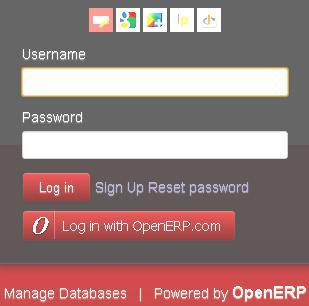 Username
Password
Log in Sign Up Reset password
Log in with OpenERP.com
Manage Databases | Powered by OpenERP